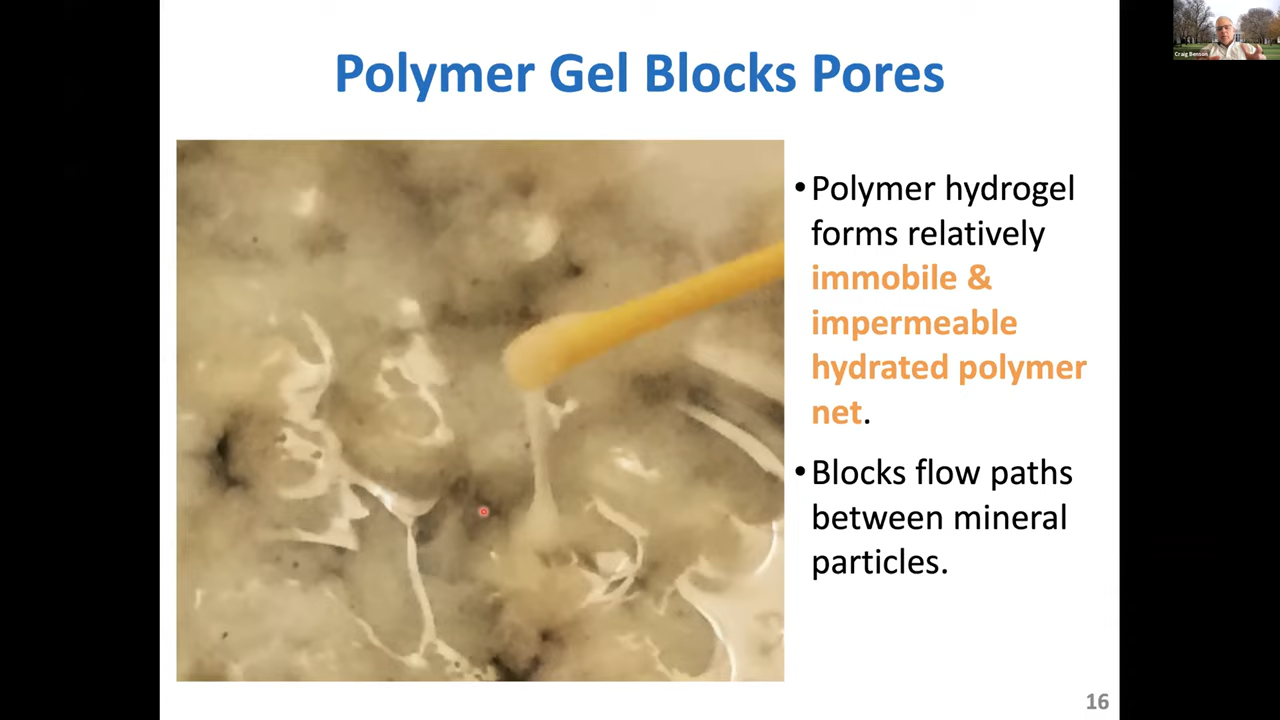 Polymer Gel Blocks Pores
• Polymer hydrogel
forms relatively
immobile &
impermeable
hydrated polymer
net.
• Blocks flow paths
between mineral
particles.
16
Craig Benson